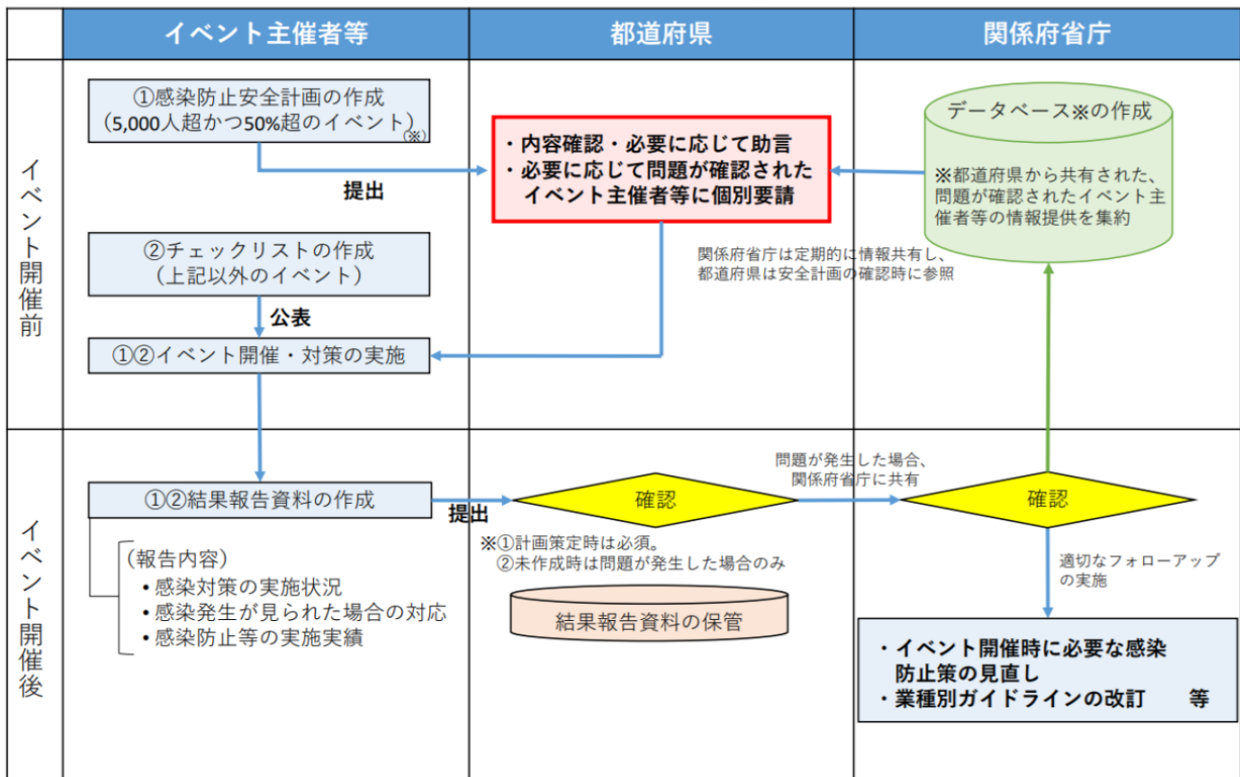 イベント主催者等
都道府県
関係府省庁
イベント開催前
①感染防止安全計画の作成
(5,000人超かつ50%超のイベント)
(※)
提出
・内容確認・必要に応じて助言
・必要に応じて問題が確認された
イベント主催者等に個別要請
データベース※の作成
※都道府県から共有された、
問題が確認されたイベント主
催者等の情報提供を集約
②チェックリストの作成
(上記以外のイベント)
関係府省庁は定期的に情報共有し、
都道府県は安全計画の確認時に参照
公表
①②イベント開催・対策の実施
イベント開催後
①②結果報告資料の作成
提出
確認
問題が発生した場合、
関係府省庁に共有
確認
(報告内容)
• 感染対策の実施状況
• 感染発生が見られた場合の対応
• 感染防止等の実施実績
※①計画策定時は必須。
②未作成時は問題が発生した場合のみ
結果報告資料の保管
適切なフォローアップ
の実施
・イベント開催時に必要な感染
防止策の見直し
・業種別ガイドラインの改訂 等